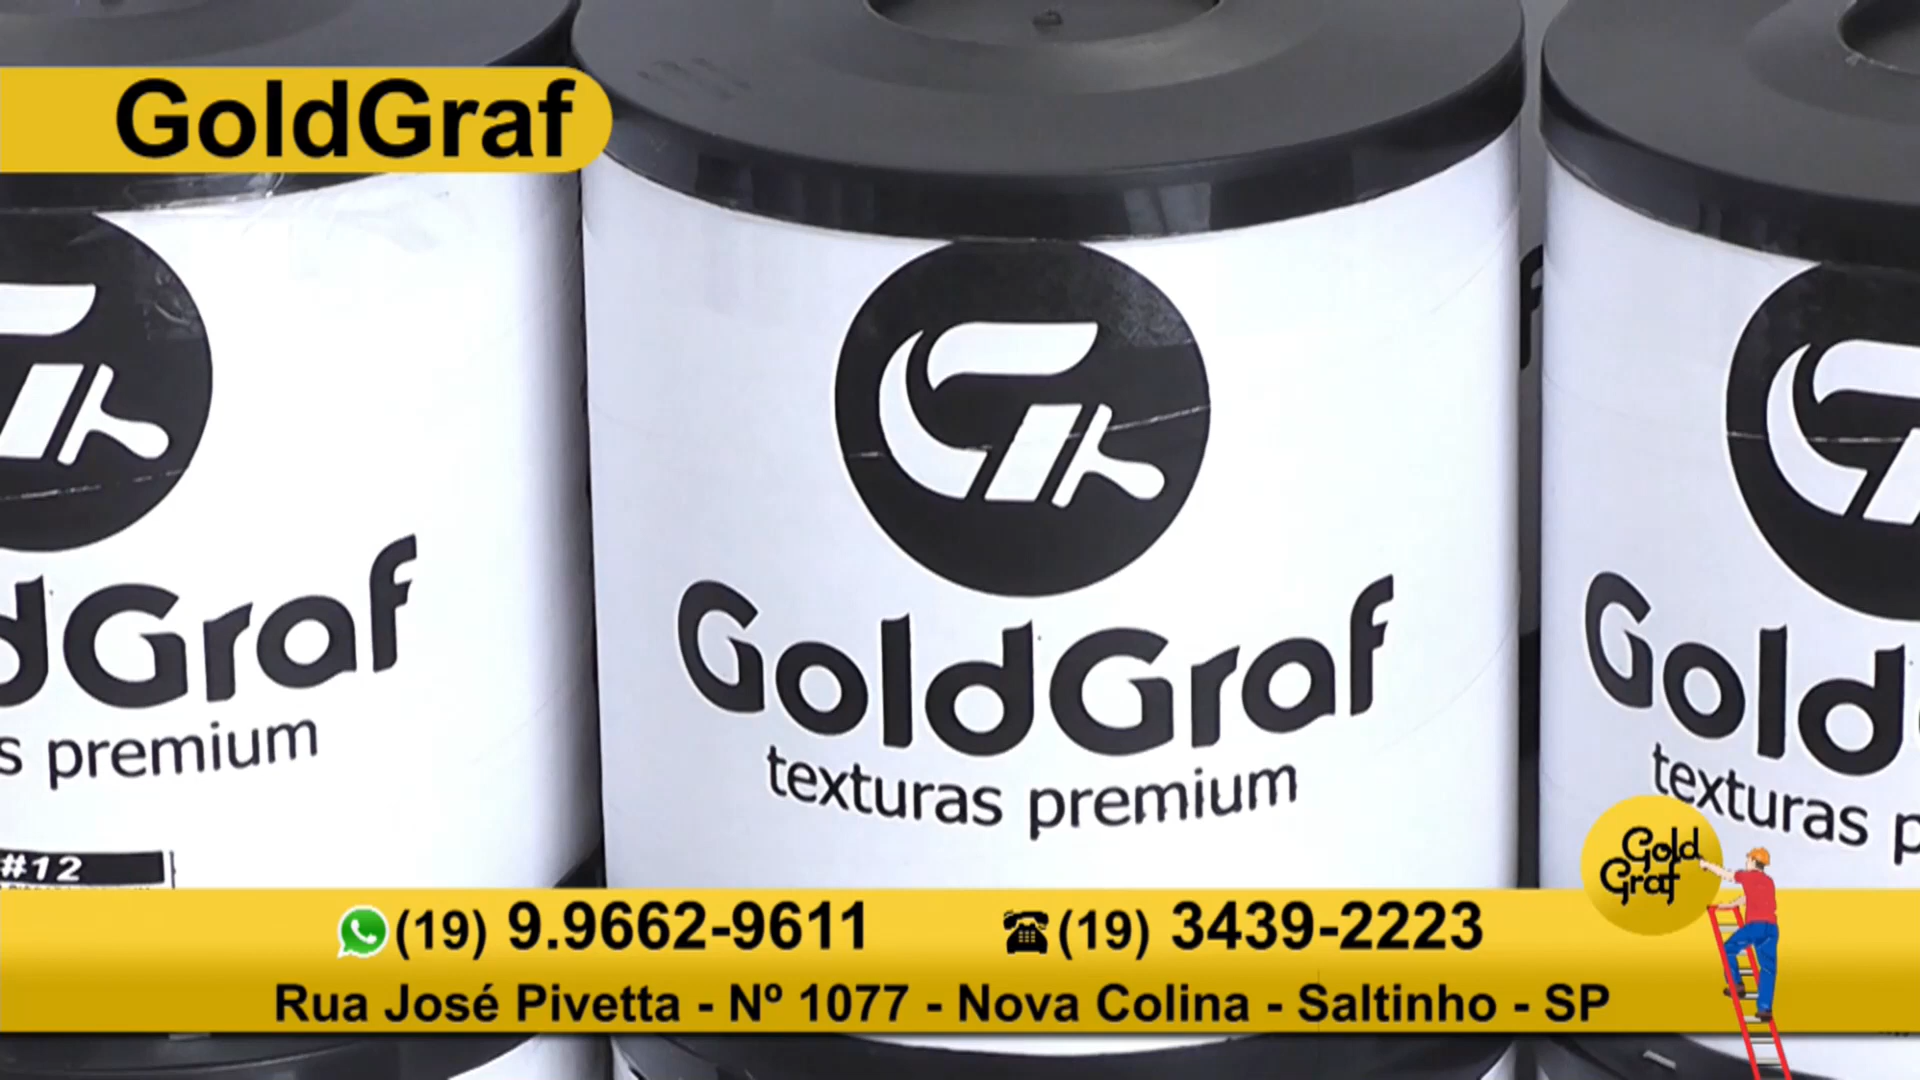 GoldGraf
dGraf
s premium
#12
GoldGraf
texturas premium
Gold
texturas p
Gold
Graf
(19) 9.9662-9611
(19) 3439-2223
Rua José Pivetta - Nº 1077 - Nova Colina - Saltinho - SP